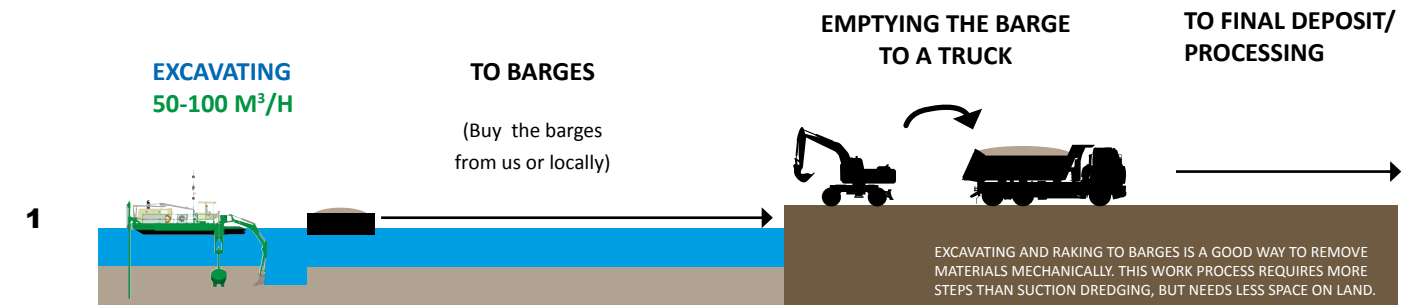 EXCAVATING
50-100 M³/H
TO BARGES
(Buy the barges
from us or locally)
EMPTYING THE BARGE
TO A TRUCK
TO FINAL DEPOSIT/
PROCESSING
1
EXCAVATING AND RAKING TO BARGES IS A GOOD WAY TO REMOVE
MATERIALS MECHANICALLY. THIS WORK PROCESS REQUIRES MORE
STEPS THAN SUCTION DREDGING, BUT NEEDS LESS SPACE ON LAND.